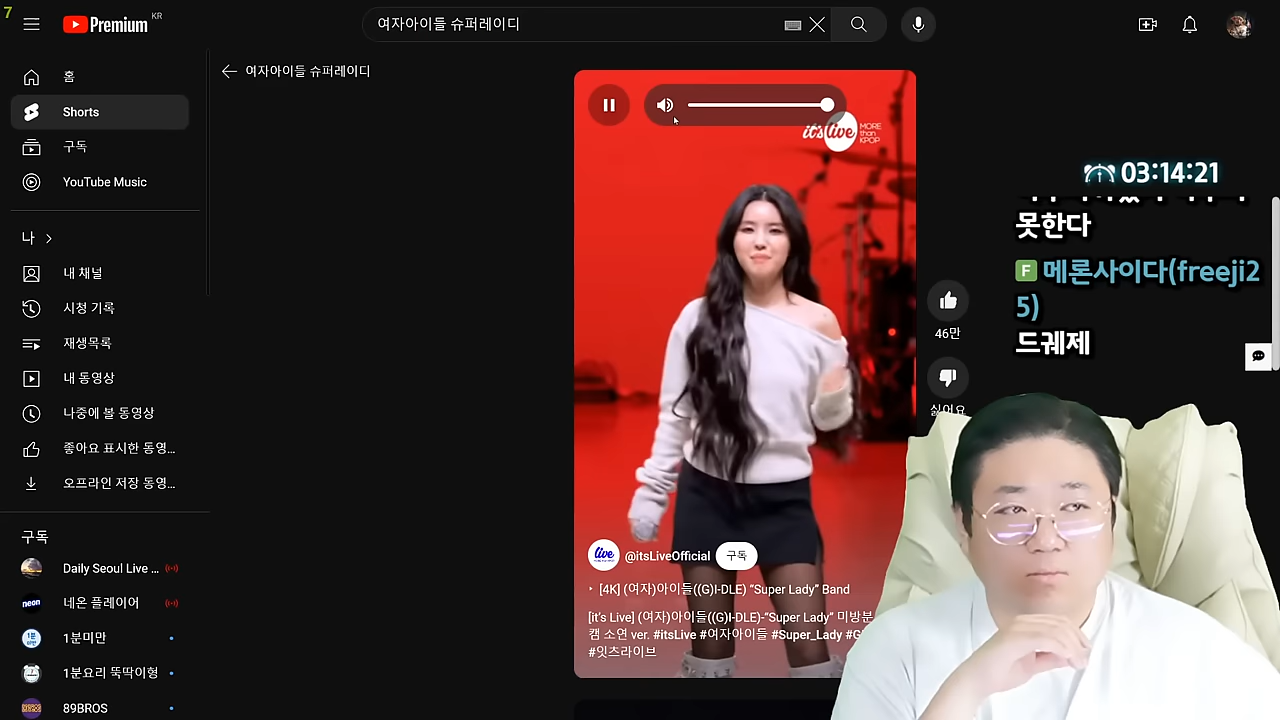 7
Premium KR
여자아이들 슈퍼레이디
홈
Shorts
구독
YouTube Music
나
내 채널
시청 기록
재생목록
내 동영상
나중에 볼 동영상
좋아요 표시한 동영...
오프라인 저장 동영...
구독
Daily Seoul Live ...
neon 네온 플레이어
1분미만
1분요리 뚝딱이형
89BROS
여자아이들 슈퍼레이디
it's live MORE than KPOP
live @itsLiveOfficial 구독
[4K] (여자)아이들((G)I-DLE) "Super Lady" Band
[it's Live] (여자)아이들((G)I-DLE)-"Super Lady" 미방분
캠 소연 ver. #itsLive #여자아이들 #Super_Lady
#잇츠라이브
46만
싫어요
03:14:21
못한다
F 메론사이다(freeji2
5)
드궤제